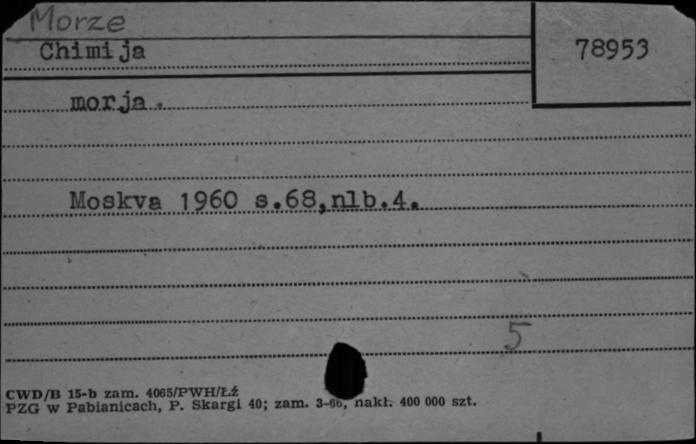 Morze
Chimija
78953
morja.
Moskva 1960 s.68,nlb.4.
5
CWD/B 15-b zam. 4065/PWH/Łź
PZG w Pabianicach, P. Skargi 40; zam. 3-66, nakł. 400 000 szt.